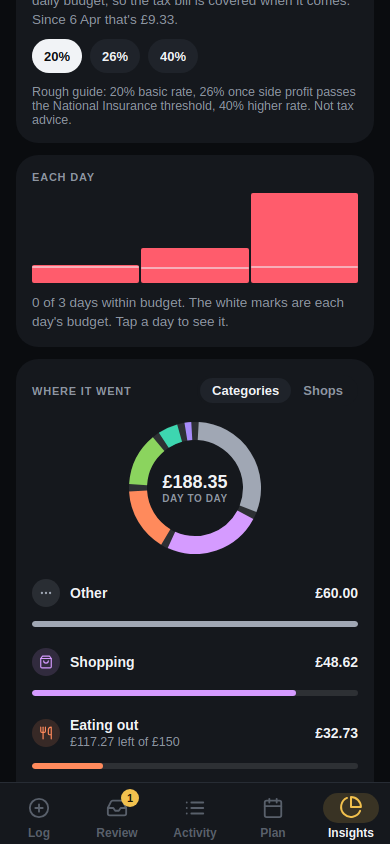 daily budget, so the tax bill is covered when it comes.
Since 6 Apr that's £9.33.
20%
26%
40%
Rough guide: 20% basic rate, 26% once side profit passes
the National Insurance threshold, 40% higher rate. Not tax
advice.
EACH DAY
0 of 3 days within budget. The white marks are each
day's budget. Tap a day to see it.
WHERE IT WENT
Categories
Shops
£188.35
DAY TO DAY
Other
£60.00
Shopping
£48.62
Eating out
£117.27 left of £150
£32.73
1
Log
Review
Activity
Plan
Insights